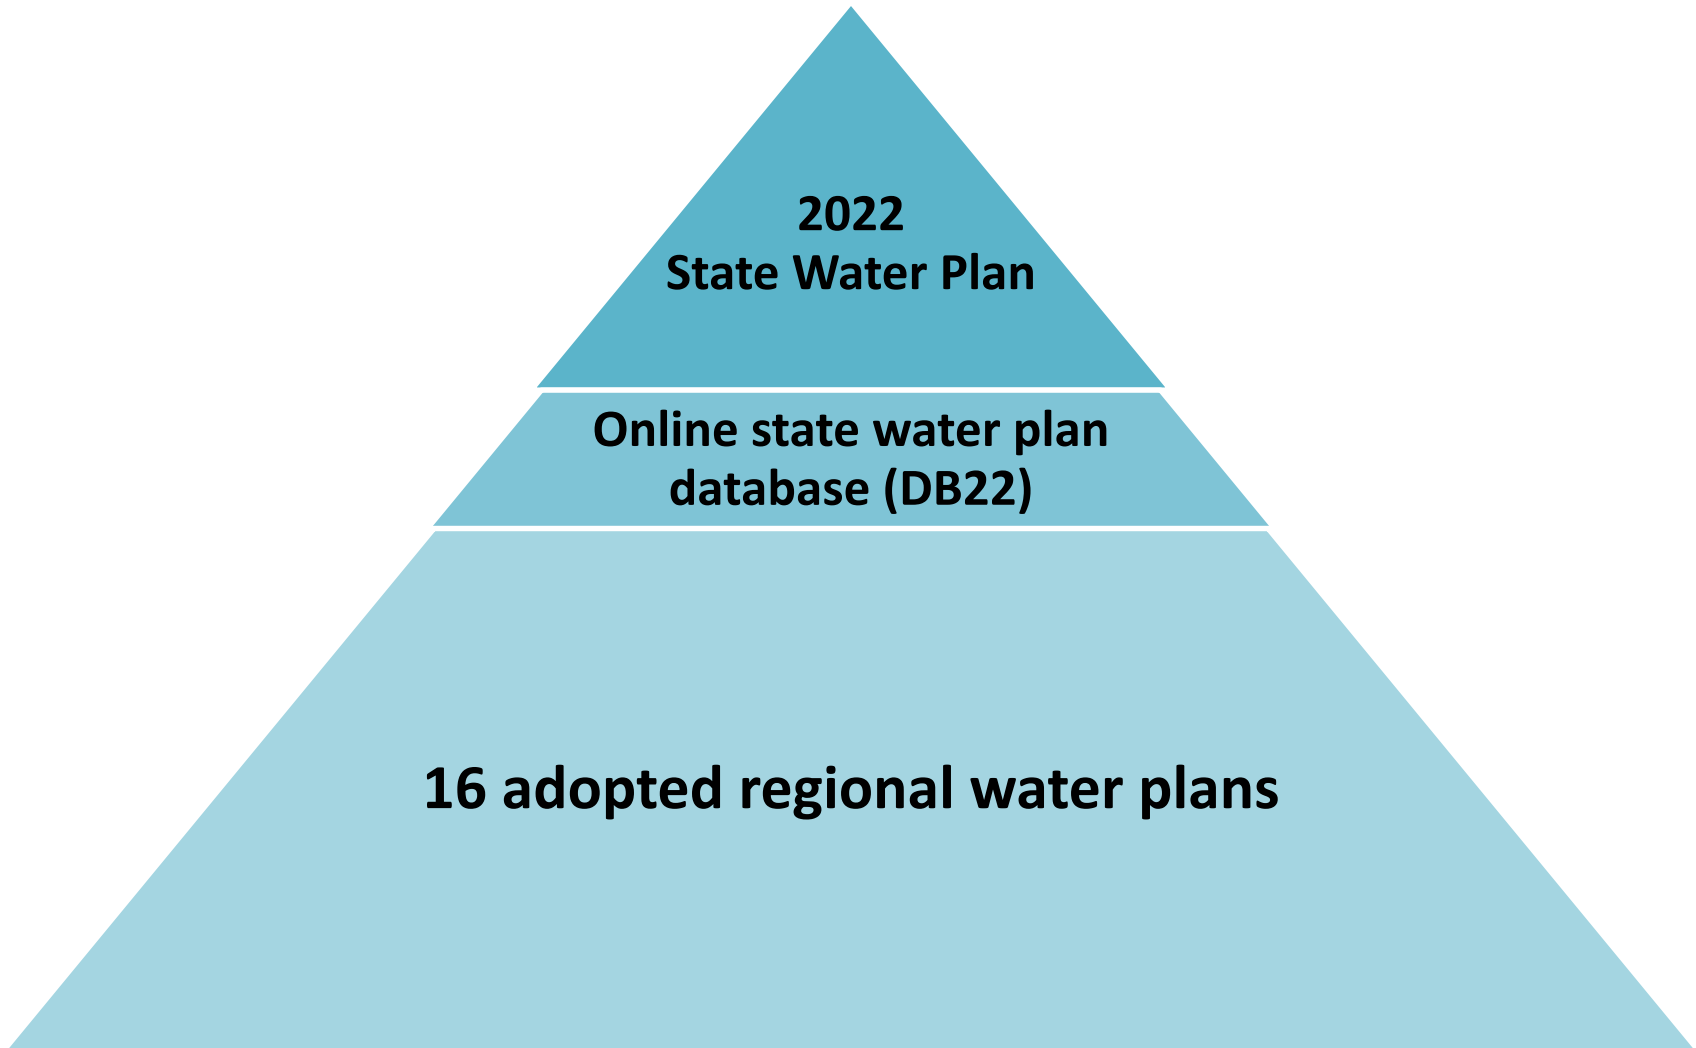 2022
State Water Plan
Online state water plan
database (DB22)
16 adopted regional water plans